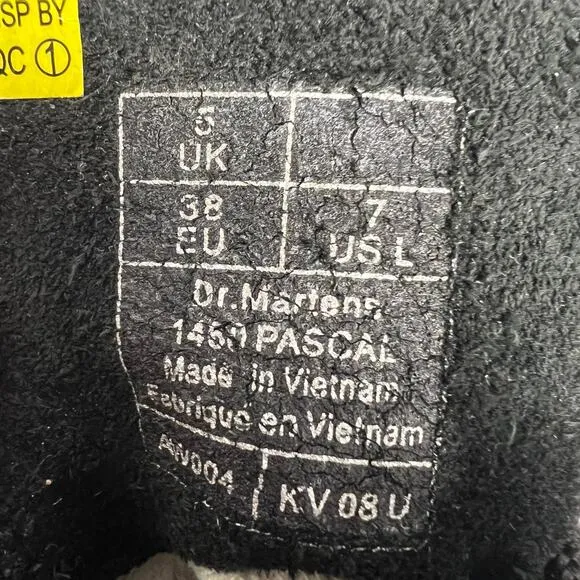 SP BY
QC ①
5
UK
38
EU
7
US L
Dr.Martens
1460 PASCAL
Made in Vietnam
Fabriqué en Vietnam
AW004
KV 08 U